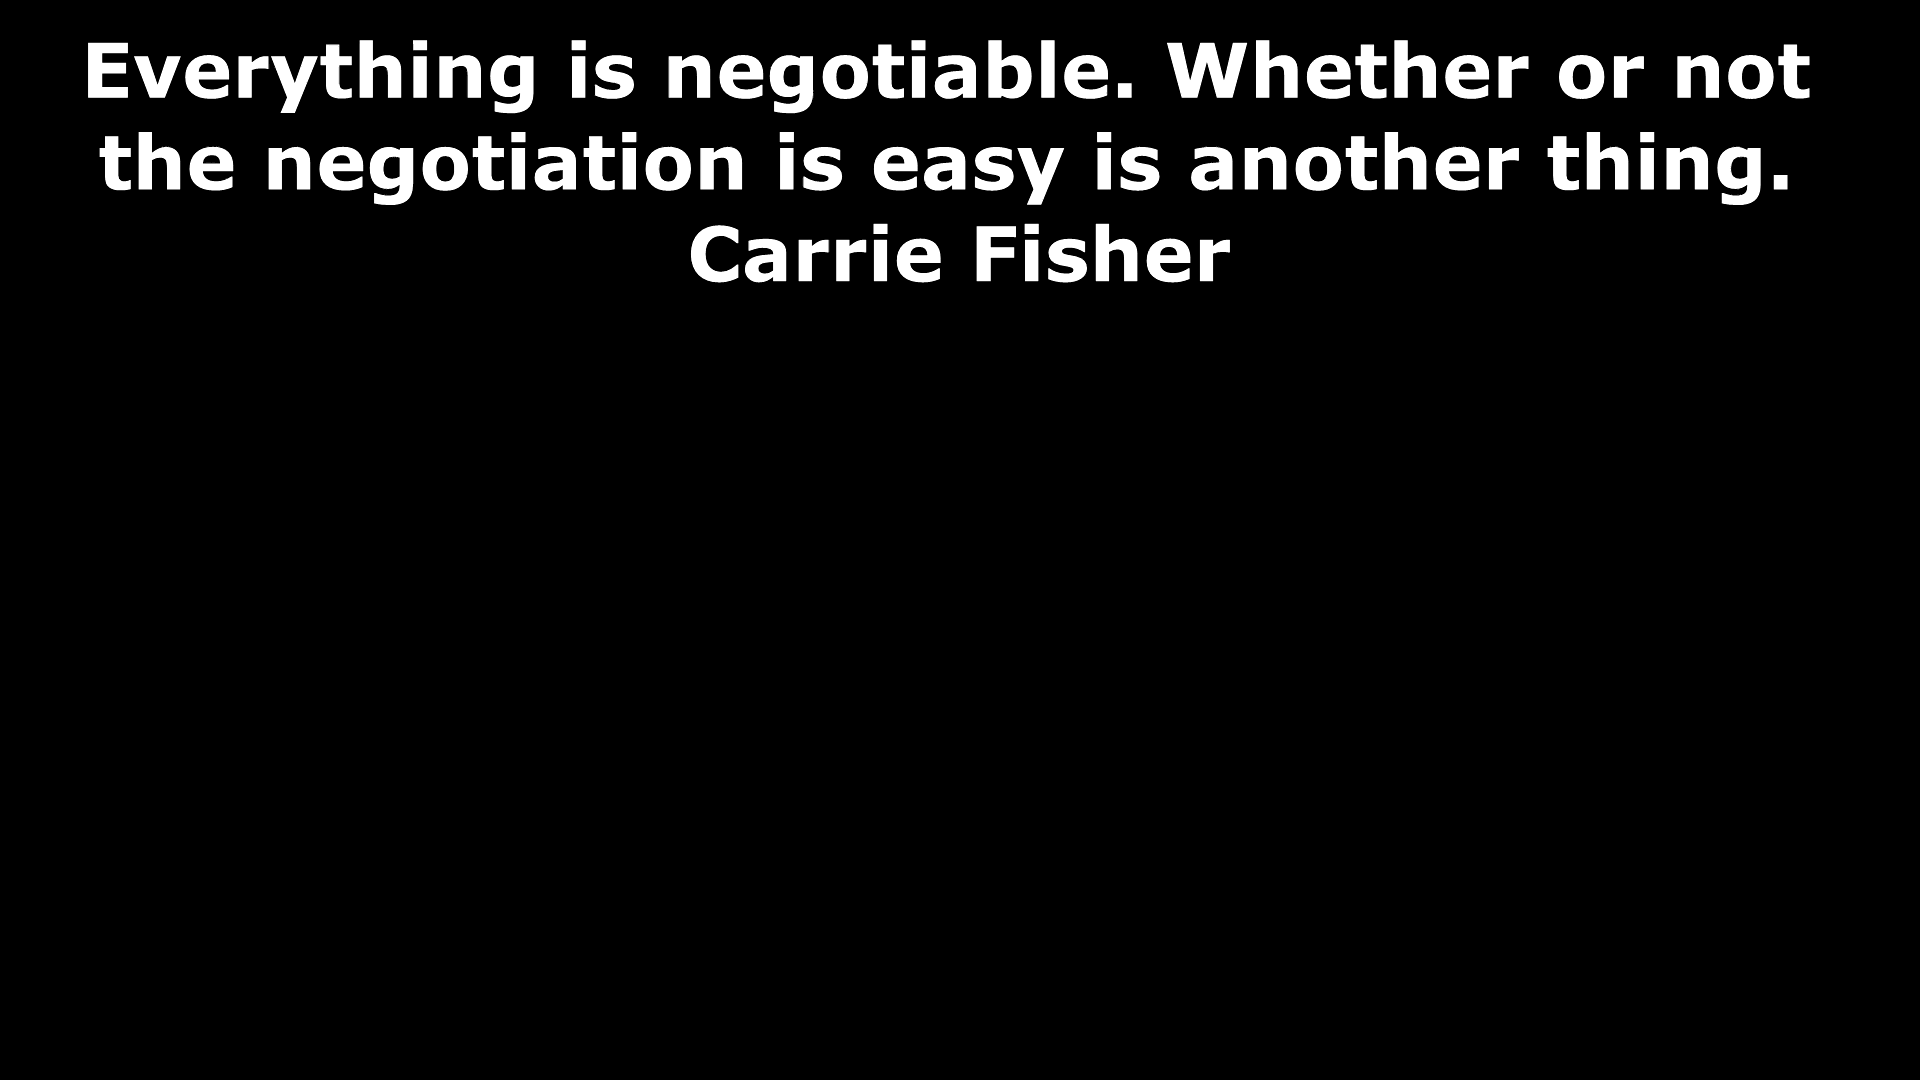 Everything is negotiable. Whether or not
the negotiation is easy is another thing.
Carrie Fisher